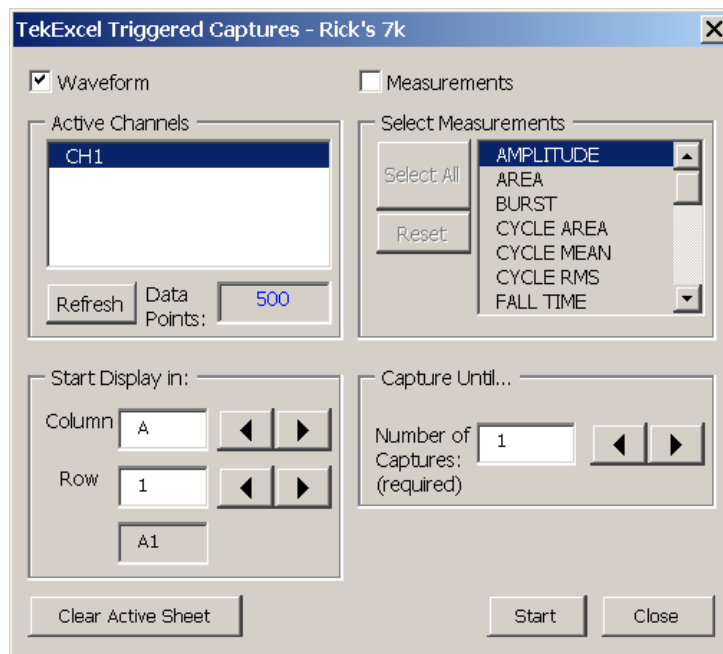 TekExcel Triggered Captures - Rick's 7k
Waveform
Measurements
Active Channels
CH1
Refresh
Data
Points:
500
Select Measurements
Select All
Reset
AMPLITUDE
AREA
BURST
CYCLE AREA
CYCLE MEAN
CYCLE RMS
FALL TIME
Start Display in:
Column
A
Row
1
A1
Capture Until...
Number of
Captures:
(required)
1
Clear Active Sheet
Start
Close